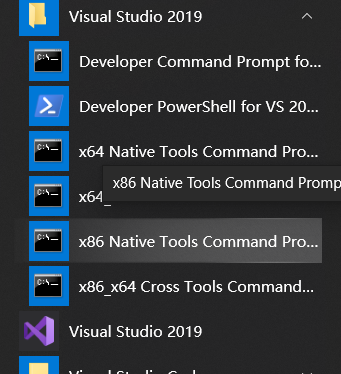 Visual Studio 2019
Developer Command Prompt fo...
Developer PowerShell for VS 20...
x64 Native Tools Command Pro...
x86 Native Tools Command Promp
x64_
x86 Native Tools Command Pro...
x86_x64 Cross Tools Command...
Visual Studio 2019